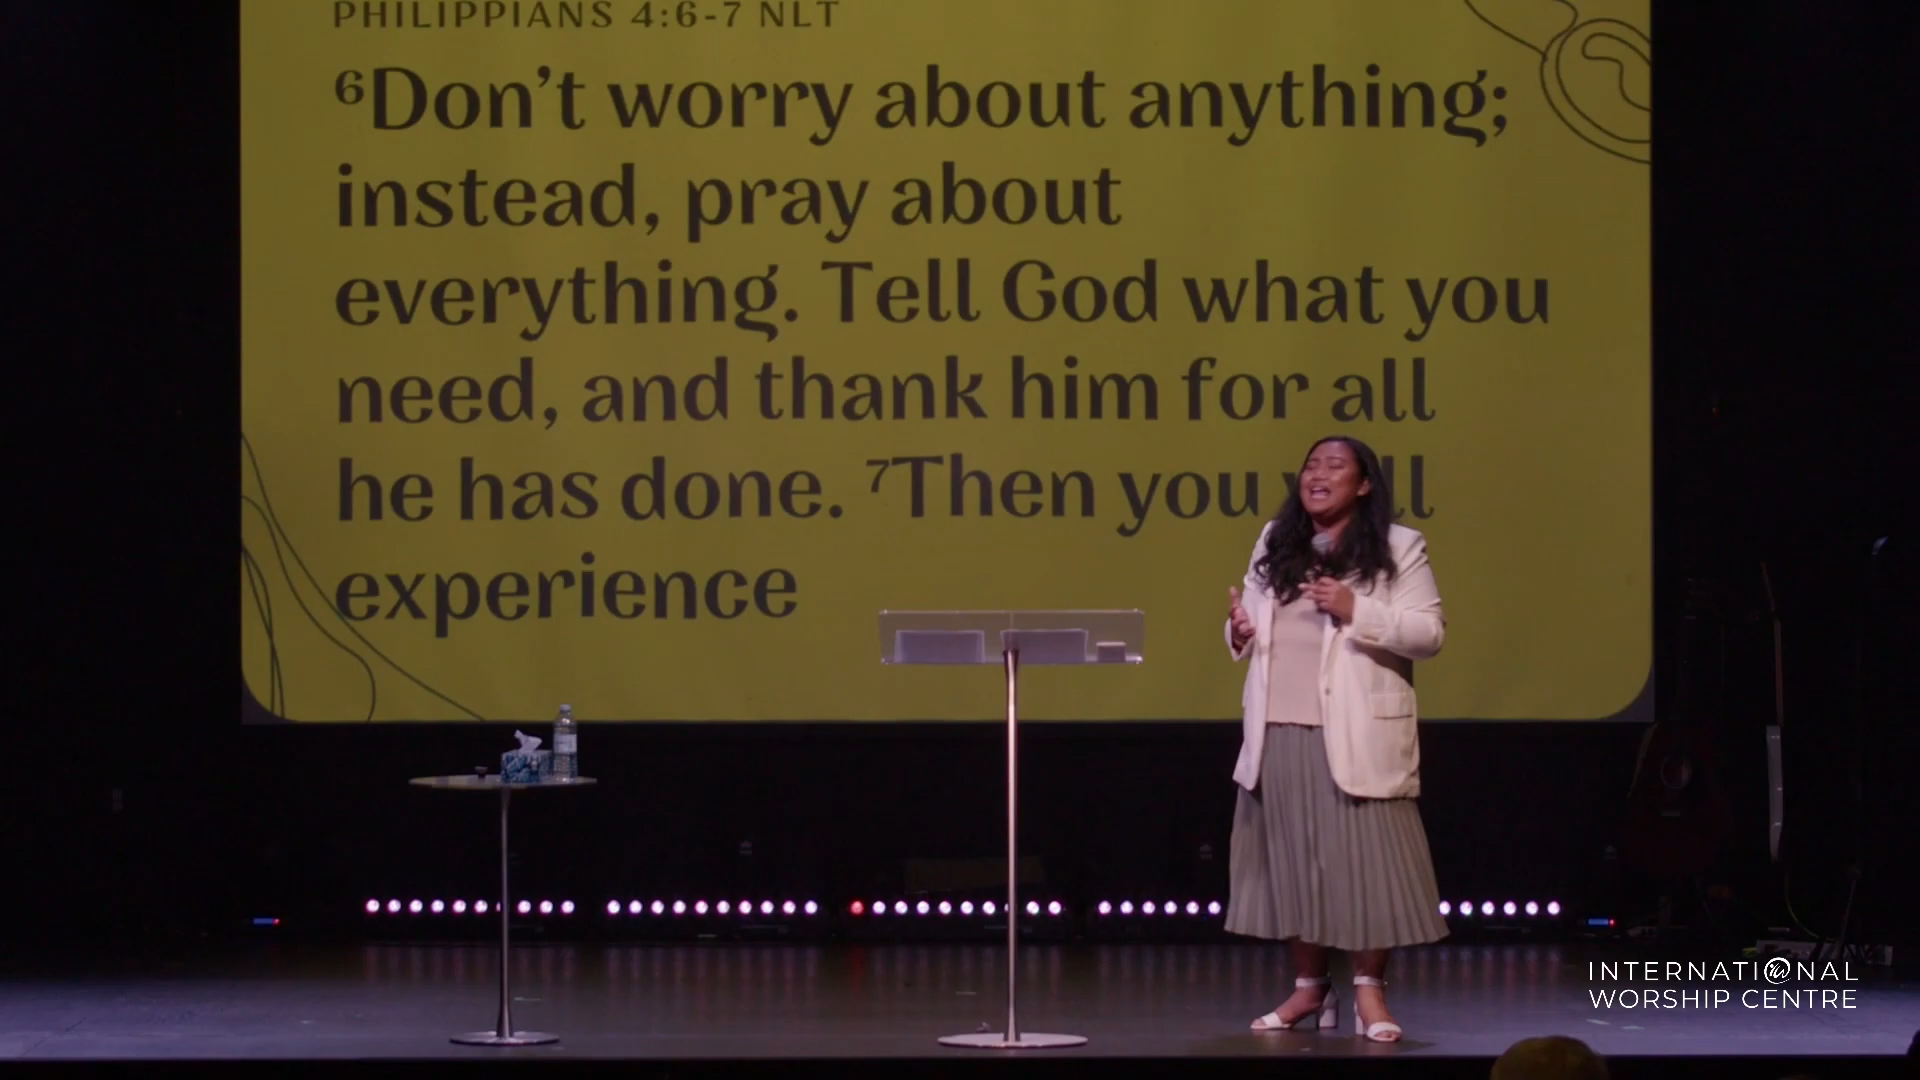 PHILIPPIANS 4:6-7 NLT
⁶Don’t worry about anything;
instead, pray about
everything. Tell God what you
need, and thank him for all
he has done. ⁷Then you
experience
INTERNATIONAL
WORSHIP CENTRE